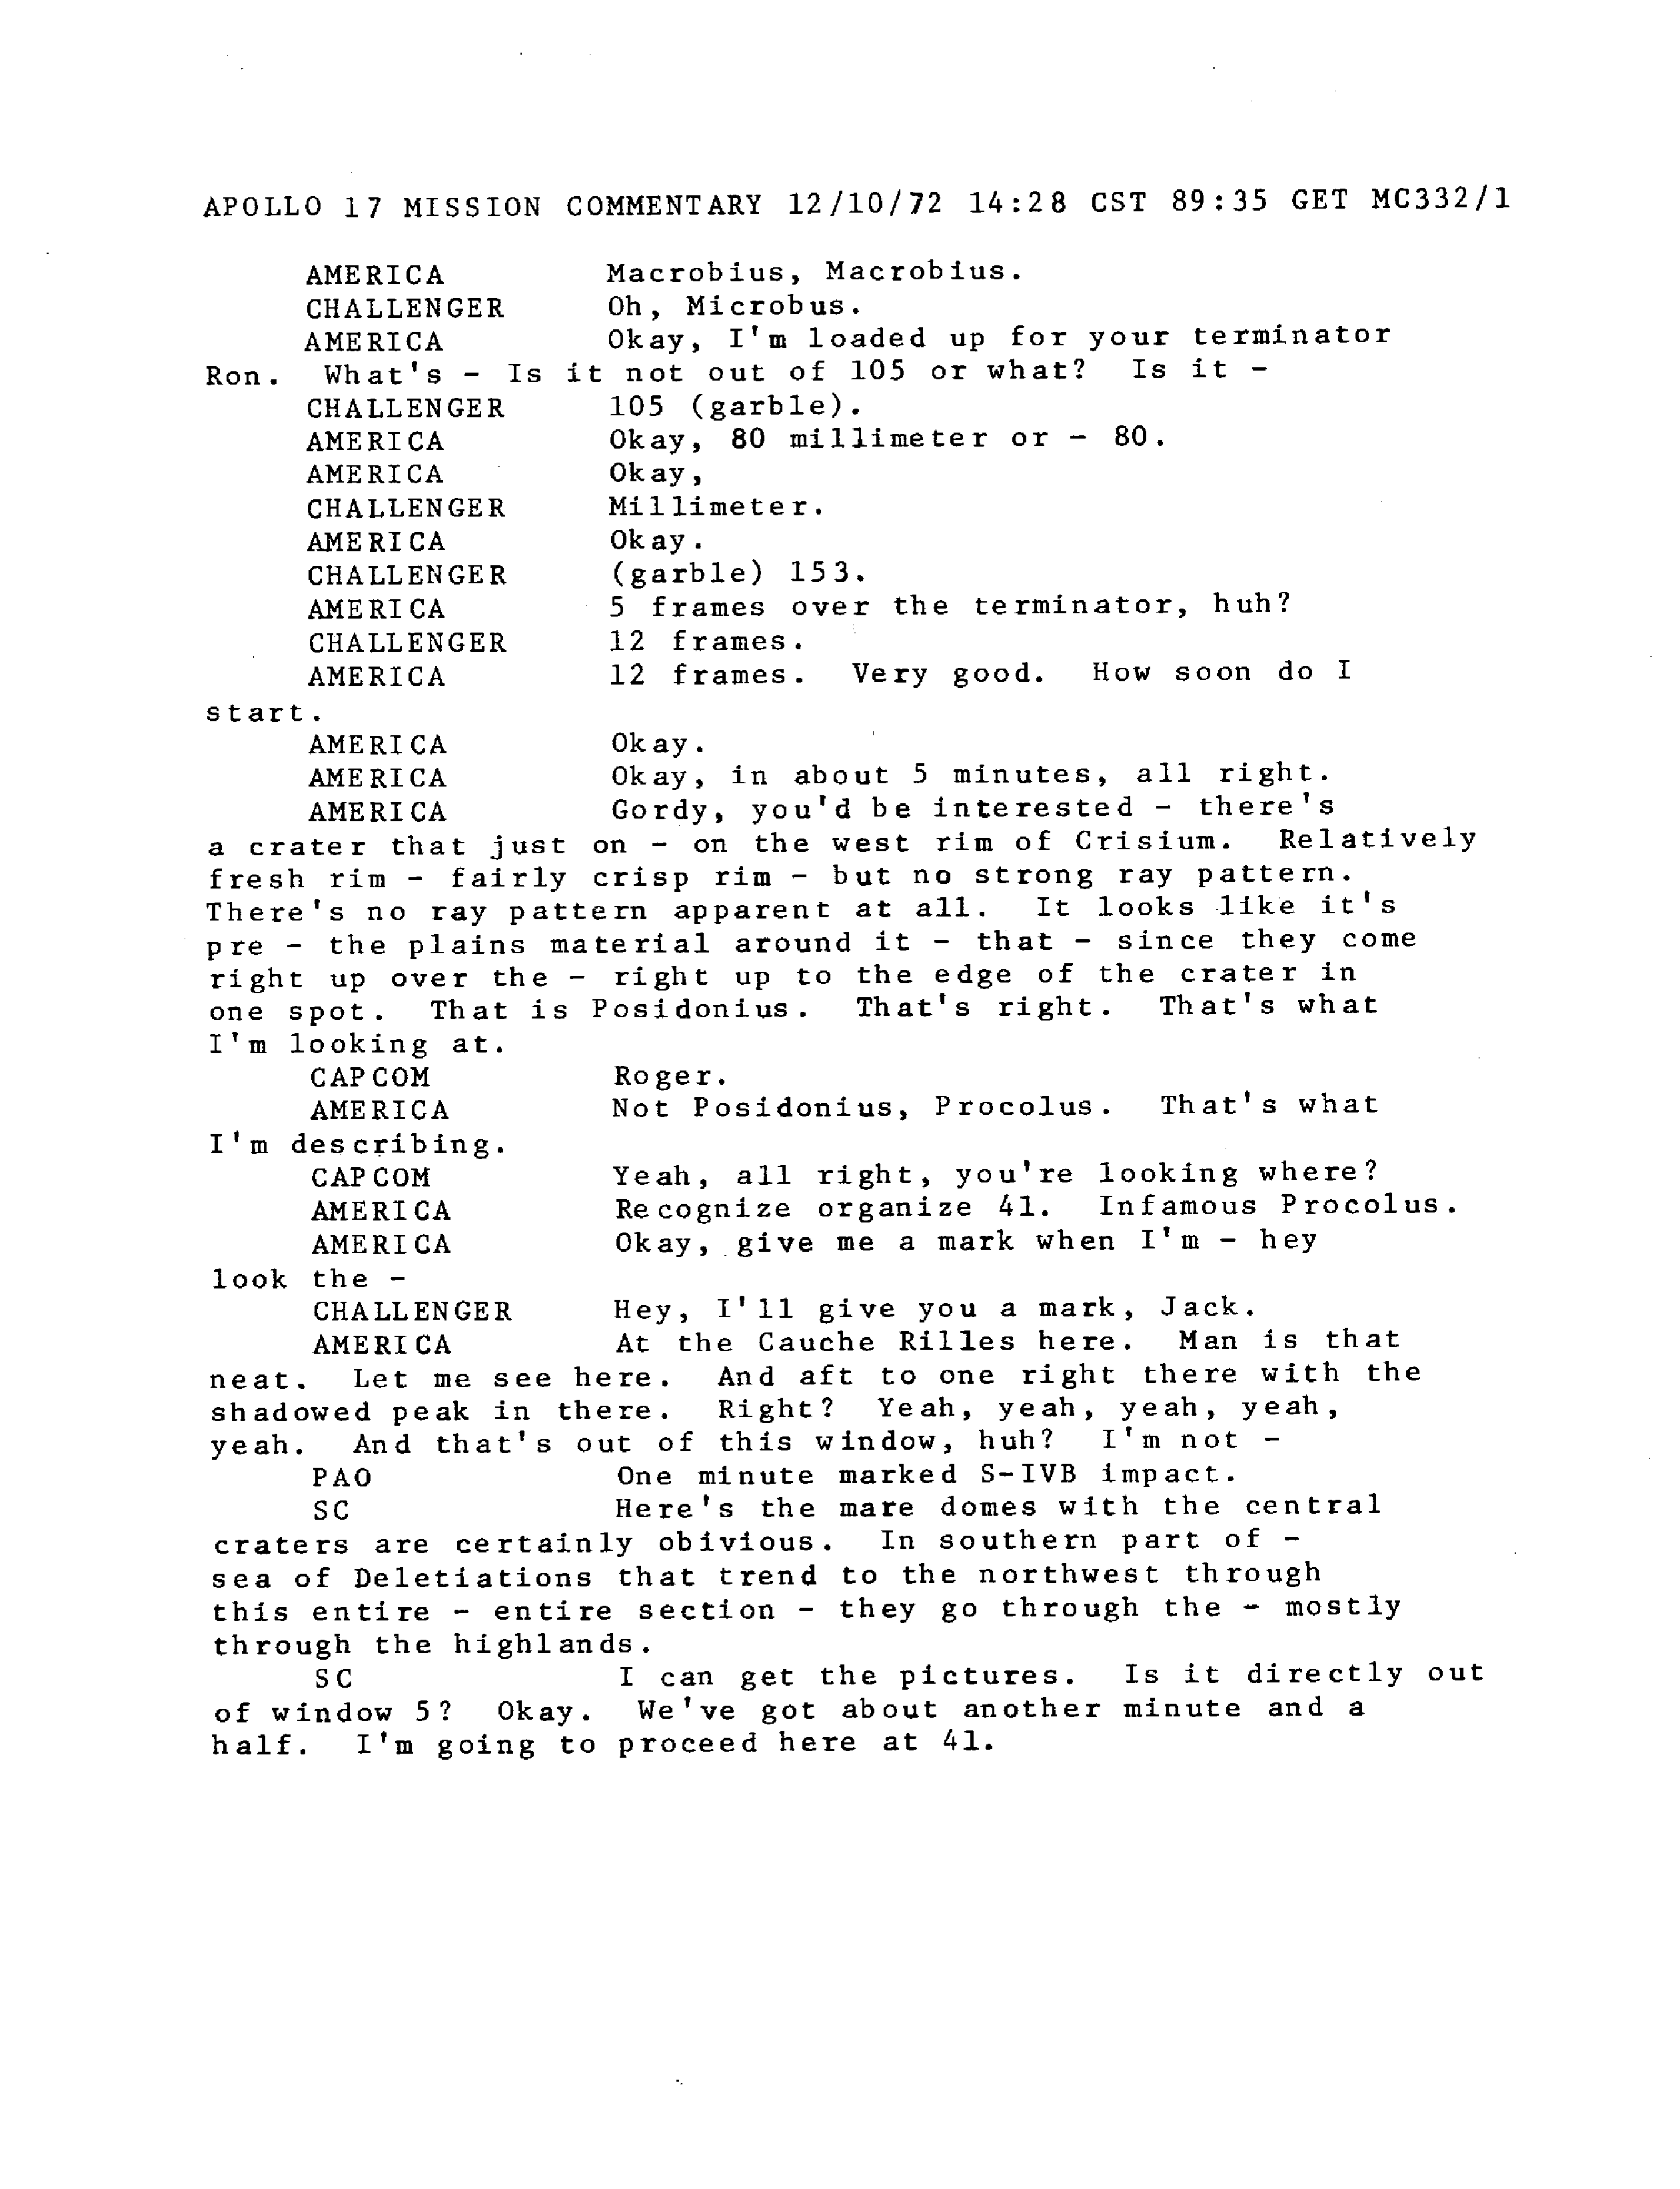 APOLLO 17 MISSION COMMENTARY 12/10/72 14:28 CST 89:35 GET MC332/1
AMERICA Macrobius, Macrobius.
CHALLENGER Oh, Microbus.
AMERICA Okay, I'm loaded up for your terminator
Ron. What's - Is it not out of 105 or what? Is it -
CHALLENGER 105 (garble).
AMERICA Okay, 80 millimeter or - 80.
AMERICA Okay,
CHALLENGER Millimeter.
AMERICA Okay.
CHALLENGER (garble) 153.
AMERICA 5 frames over the terminator, huh?
CHALLENGER 12 frames.
AMERICA 12 frames. Very good. How soon do I
start.
AMERICA Okay.
AMERICA Okay, in about 5 minutes, all right.
AMERICA Gordy, you'd be interested - there's
a crater that just on - on the west rim of Crisium. Relatively
fresh rim - fairly crisp rim - but no strong ray pattern.
There's no ray pattern apparent at all. It looks like it's
pre - the plains material around it - that - since they come
right up over the - right up to the edge of the crater in
one spot. That is Posidonius. That's right. That's what
I'm looking at.
CAPCOM Roger.
AMERICA Not Posidonius, Procolus. That's what
I'm describing.
CAPCOM Yeah, all right, you're looking where?
AMERICA Recognize organize 41. Infamous Procolus.
AMERICA Okay, give me a mark when I'm - hey
look the -
CHALLENGER Hey, I'll give you a mark, Jack.
AMERICA At the Cauche Rilles here. Man is that
neat. Let me see here. And aft to one right there with the
shadowed peak in there. Right? Yeah, yeah, yeah, yeah,
yeah. And that's out of this window, huh? I'm not -
PAO One minute marked S-IVB impact.
SC Here's the mare domes with the central
craters are certainly obivious. In southern part of -
sea of Deletiations that trend to the northwest through
this entire - entire section - they go through the - mostly
through the highlands.
SC I can get the pictures. Is it directly out
of window 5? Okay. We've got about another minute and a
half. I'm going to proceed here at 41.